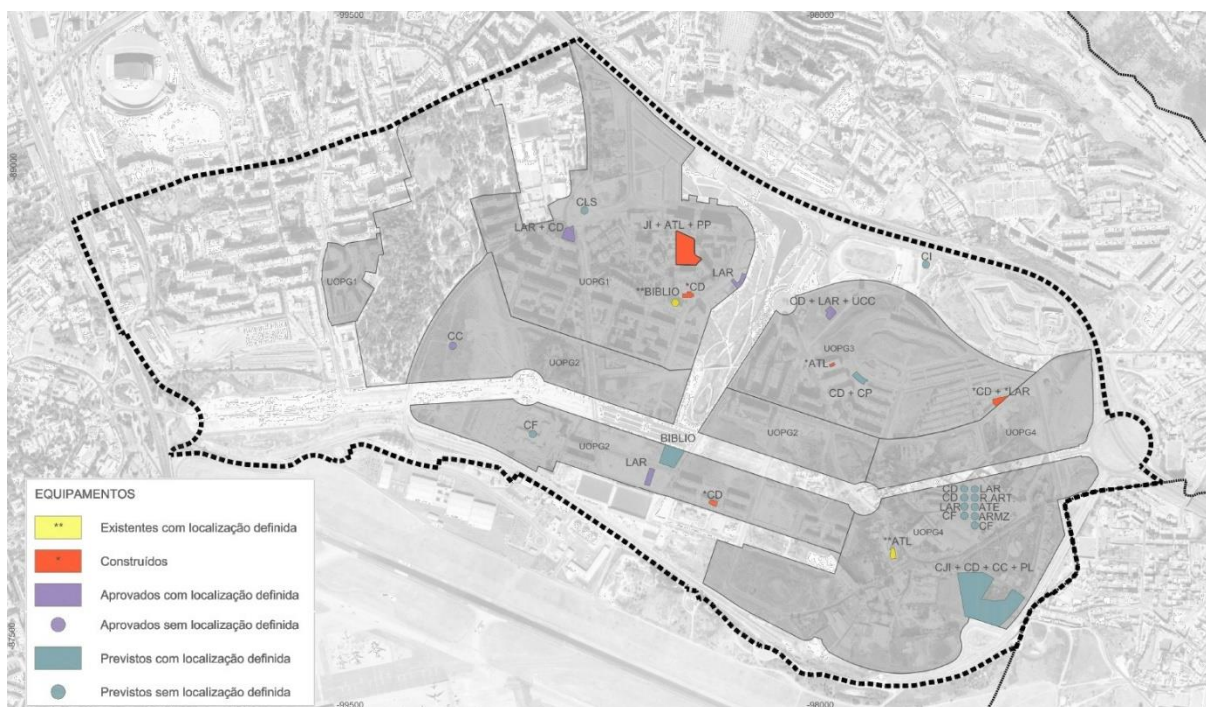 -99500
-98000
-89000
CLS
LAR + CD
JI + ATL + PP
UOPG1
UOPG1
LAR
CI
**BIBLIO
*CD
CD + LAR + UCC
CC
UOPG2
UOPG3
*ATL
CD + CP
*CD + *LAR
CF
UOPG2
BIBLIO
UOPG2
UOPG4
LAR
*CD
CD LAR
CD R.ART
LAR ATE
CF ARMZ
CF
UOPG4
**ATL
CJI + CD + CC + PL
EQUIPAMENTOS
** Existentes com localização definida
* Construídos
Aprovados com localização definida
Aprovados sem localização definida
Previstos com localização definida
Previstos sem localização definida
-87500
-99500
-98000